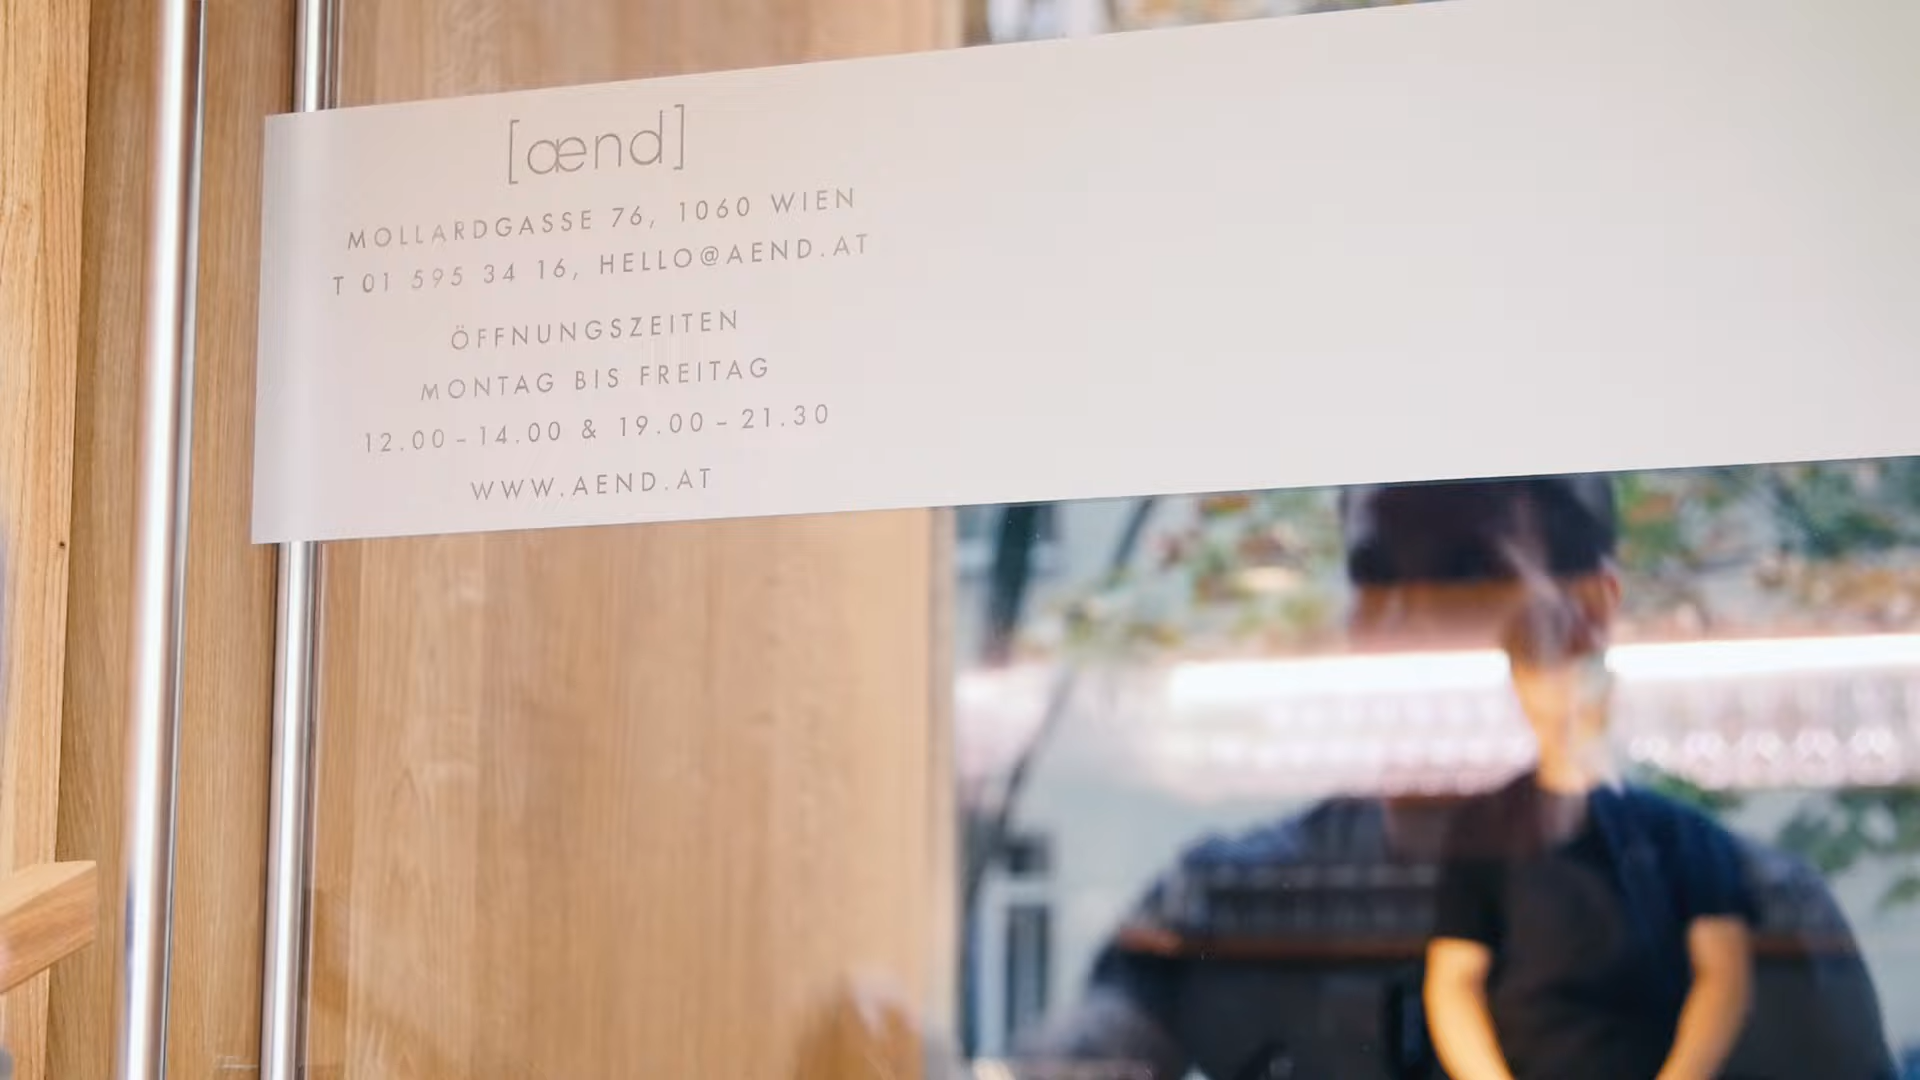 [ænd]
MOLLARDGASSE 76, 1060 WIEN
T 01 595 34 16, HELLO@AEND.AT
ÖFFNUNGSZEITEN
MONTAG BIS FREITAG
12.00–14.00 & 19.00–21.30
WWW.AEND.AT